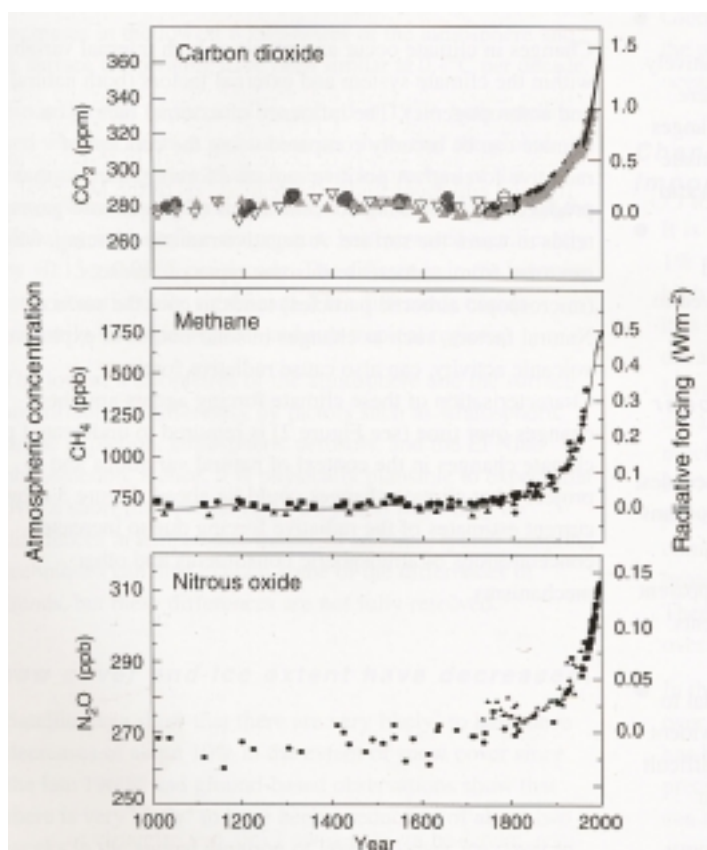 Carbon dioxide
CO2 (ppm)
360
340
320
300
280
260
1.5
1.0
0.5
0.0
Methane
Atmospheric concentration
CH4 (ppb)
1750
1500
1250
1000
750
0.5
0.4
0.3
0.2
0.1
0.0
Radiative forcing (Wm−2)
Nitrous oxide
N2O (ppb)
310
290
270
250
0.15
0.10
0.05
0.0
1000 1200 1400 1600 1800 2000
Year